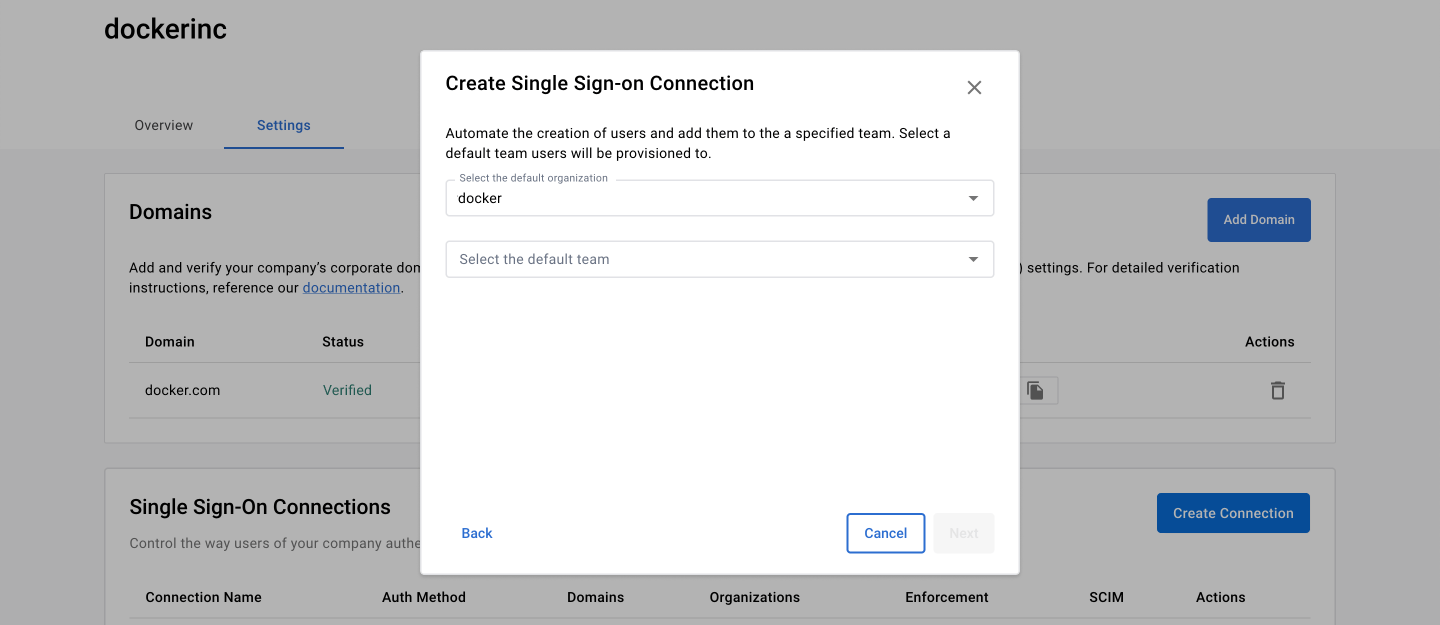 dockerinc
Overview
Settings
Create Single Sign-on Connection
Automate the creation of users and add them to the a specified team. Select a
default team users will be provisioned to.
Select the default organization
docker
Select the default team
Back
Cancel
Next
Domains
Add Domain
Add and verify your company's corporate
) settings. For detailed verification
instructions, reference our documentation.
Domain
Status
Actions
docker.com
Verified
Single Sign-On Connections
Create Connection
Control the way users of your company
Connection Name
Auth Method
Domains
Organizations
Enforcement
SCIM
Actions